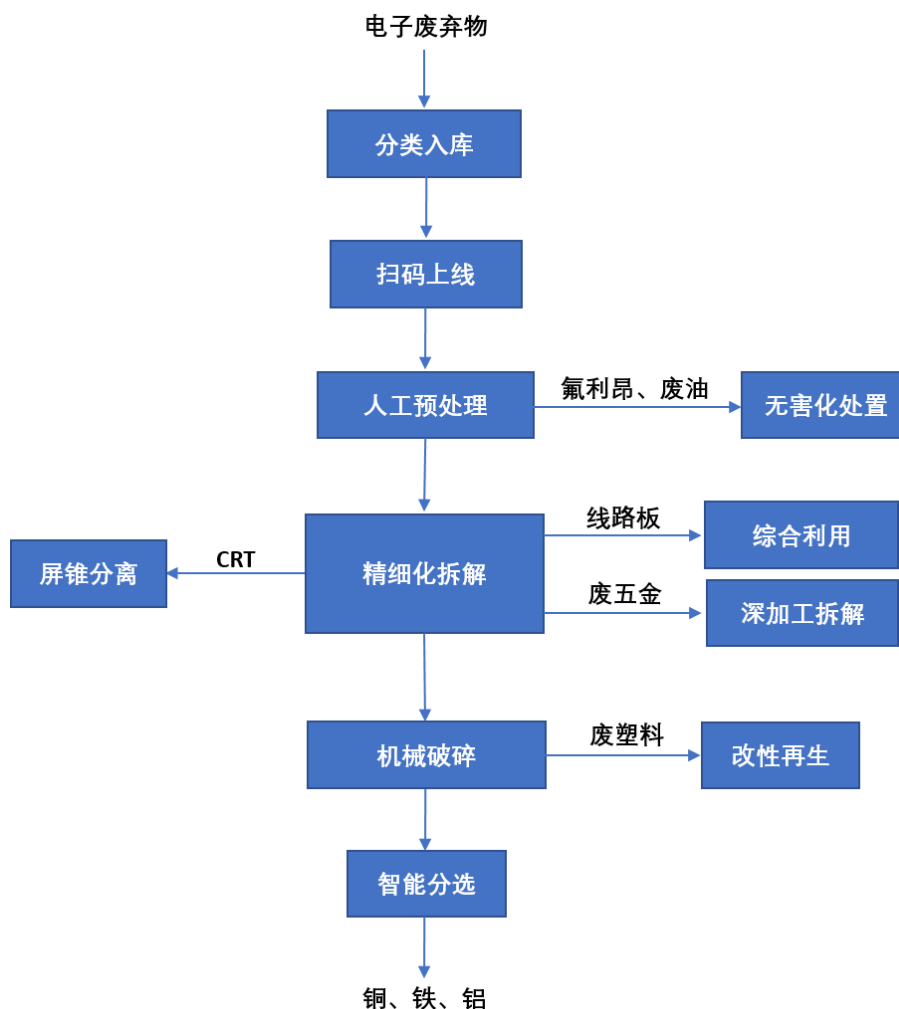 电子废弃物
分类入库
扫码上线
人工预处理
氟利昂、废油
无害化处置
精细化拆解
CRT
屏锥分离
线路板
综合利用
废五金
深加工拆解
机械破碎
废塑料
改性再生
智能分选
铜、铁、铝